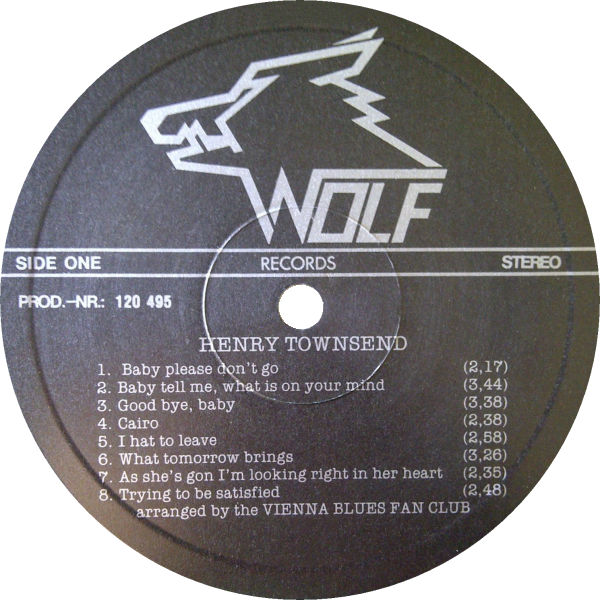 WOLF
SIDE ONE RECORDS STEREO
PROD.-NR.: 120 495
HENRY TOWNSEND
1. Baby please don't go (2,17)
2. Baby tell me, what is on your mind (3,44)
3. Good bye, baby (3,38)
4. Cairo (2,38)
5. I hat to leave (2,58)
6. What tomorrow brings (3,26)
7. As she's gon I'm looking right in her heart (2,35)
8. Trying to be satisfied (2,48)
arranged by the VIENNA BLUES FAN CLUB